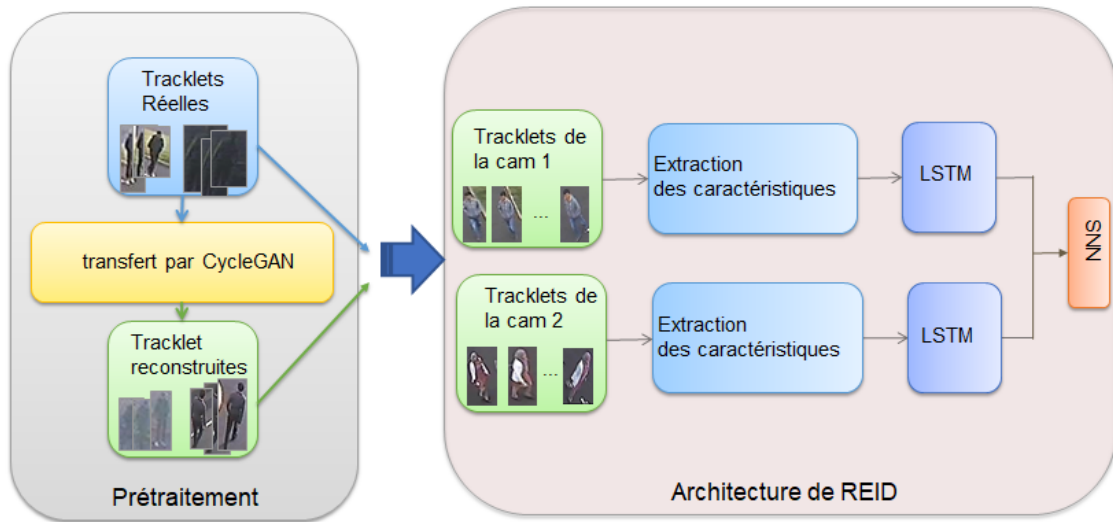 Tracklets
Réelles
transfert par CycleGAN
Tracklet
reconstruites
Prétraitement
Tracklets de
la cam 1
...
Extraction
des caractéristiques
LSTM
Tracklets de
la cam 2
...
Extraction
des caractéristiques
LSTM
SNN
Architecture de REID